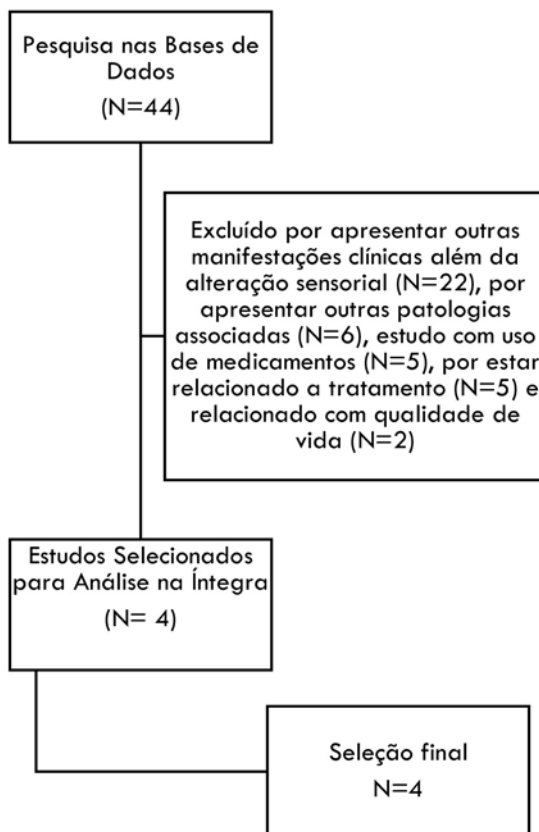 Pesquisa nas Bases de
Dados
(N=44)
Excluído por apresentar outras
manifestações clínicas além da
alteração sensorial (N=22), por
apresentar outras patologias
associadas (N=6), estudo com uso
de medicamentos (N=5), por estar
relacionado a tratamento (N=5) e
relacionado com qualidade de
vida (N=2)
Estudos Selecionados
para Análise na Íntegra
(N= 4)
Seleção final
N=4